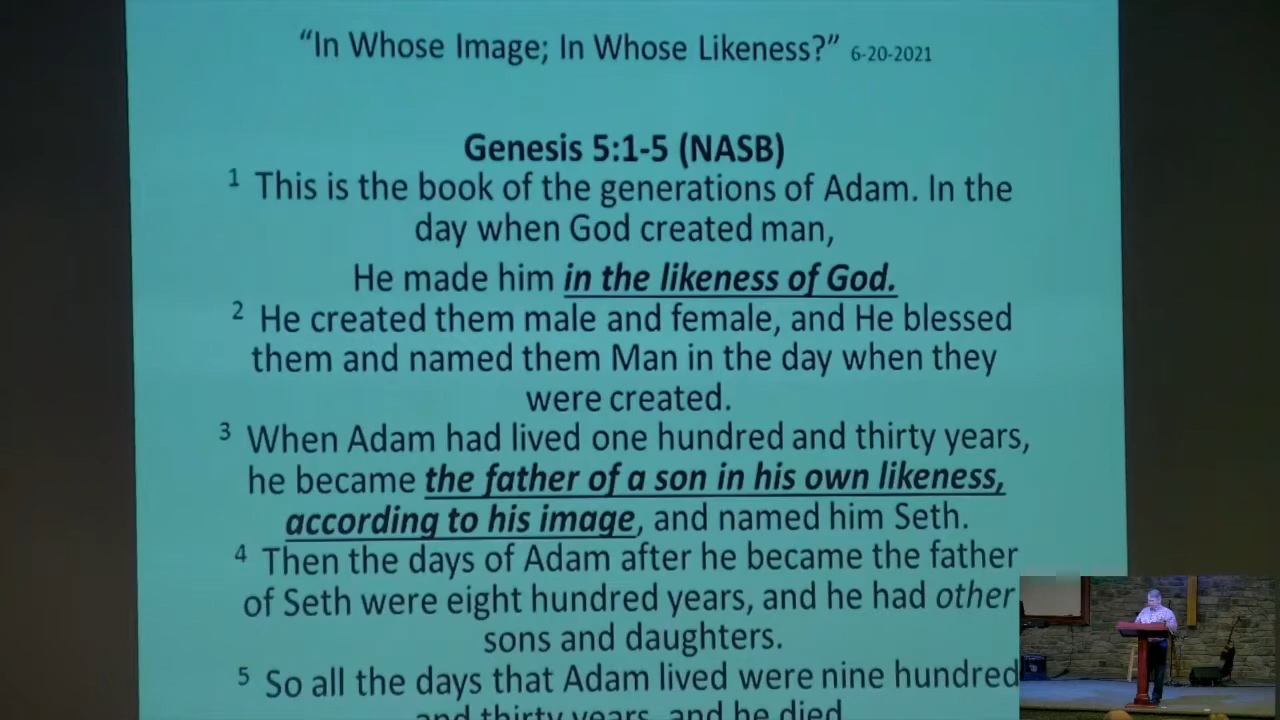 “In Whose Image; In Whose Likeness?” 6-20-2021
Genesis 5:1-5 (NASB)
1 This is the book of the generations of Adam. In the
day when God created man,
He made him in the likeness of God.
2 He created them male and female, and He blessed
them and named them Man in the day when they
were created.
3 When Adam had lived one hundred and thirty years,
he became the father of a son in his own likeness,
according to his image, and named him Seth.
4 Then the days of Adam after he became the father
of Seth were eight hundred years, and he had other
sons and daughters.
5 So all the days that Adam lived were nine hundred
and thirty years, and he died